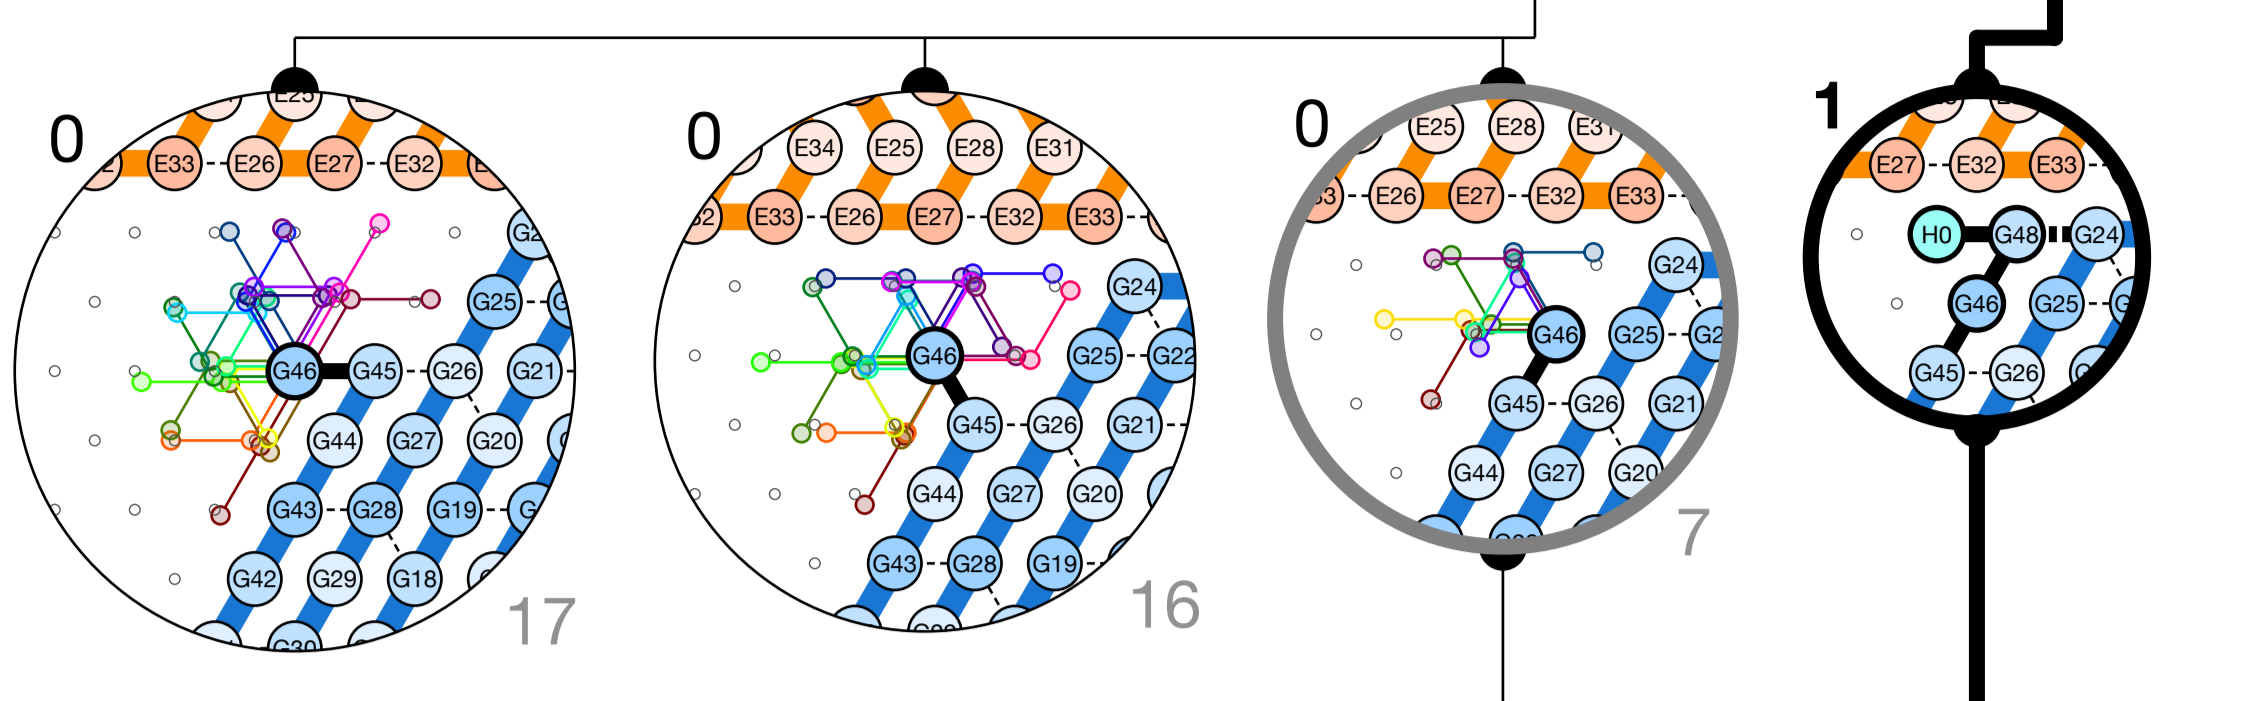 0
E25
E33 E26 E27 E32
G25
G46 G45 G26 G21
G44 G27 G20
G43 G28 G19
G42 G29 G18
G30
17
0
E34 E25 E28 E31
E33 E26 E27 E32 E33
G24
G46 G25 G22
G45 G26 G21
G44 G27 G20
G43 G28 G19
16
0
E25 E28 E31
E26 E27 E32 E33
G24
G46 G25
G45 G26 G21
G44 G27 G20
7
1
E27 E32 E33
H0 G48 G24
G46 G25
G45 G26